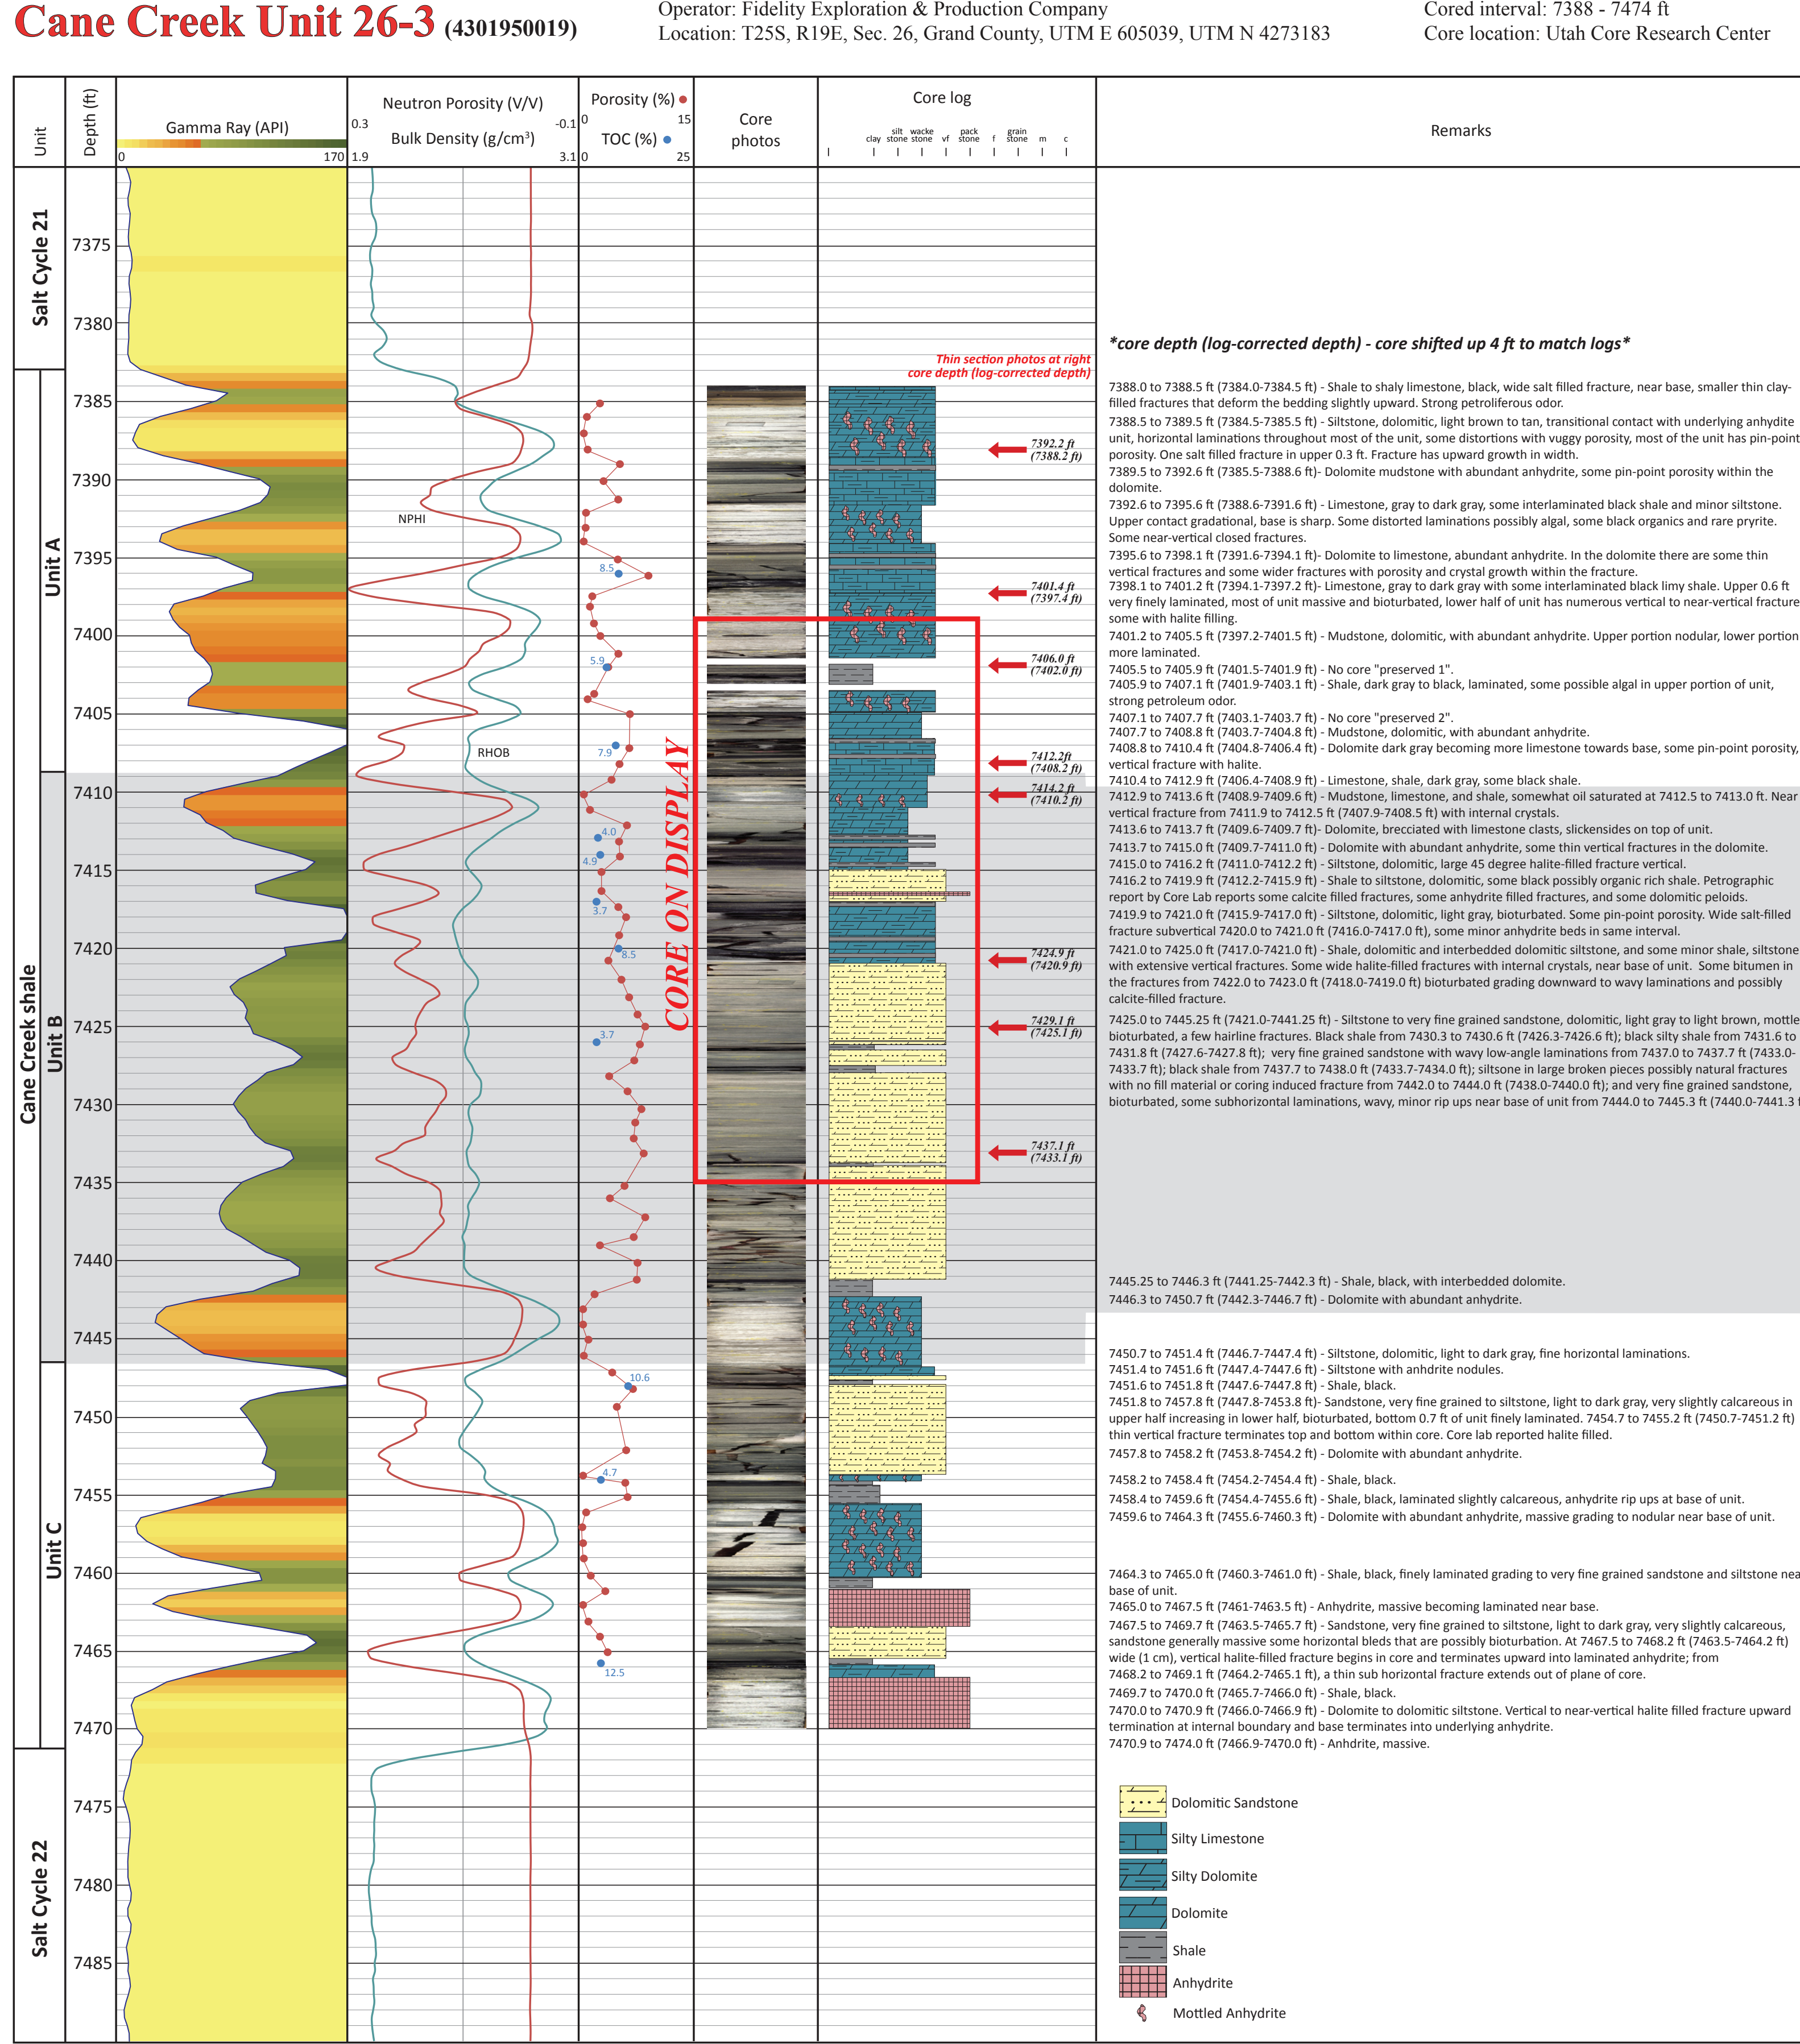 Cane Creek Unit 26-3 (4301950019)
Operator: Fidelity Exploration & Production Company
Location: T25S, R19E, Sec. 26, Grand County, UTM E 605039, UTM N 4273183
Cored interval: 7388 - 7474 ft
Core location: Utah Core Research Center
Unit
Depth (ft)
Gamma Ray (API)
0 170
Neutron Porosity (V/V)
0.3 -0.1
Bulk Density (g/cm³)
1.9 3.1
Porosity (%)
0 15
TOC (%)
0 25
Core
photos
Core log
clay
silt
stone
wacke
stone
vf
pack
stone
f
grain
stone
m
c
Remarks
Salt Cycle 21
Cane Creek shale
Unit A
Unit B
Unit C
Salt Cycle 22
7375
7380
7385
7390
7395
7400
7405
7410
7415
7420
7425
7430
7435
7440
7445
7450
7455
7460
7465
7470
7475
7480
7485
NPHI
RHOB
8.5
5.9
7.9
4.0
4.9
3.7
8.5
3.7
10.6
4.7
12.5
CORE ON DISPLAY
Thin section photos at right
core depth (log-corrected depth)
7392.2 ft
(7388.2 ft)
7401.4 ft
(7397.4 ft)
7406.0 ft
(7402.0 ft)
7412.2ft
(7408.2 ft)
7414.2 ft
(7410.2 ft)
7424.9 ft
(7420.9 ft)
7429.1 ft
(7425.1 ft)
7437.1 ft
(7433.1 ft)
*core depth (log-corrected depth) - core shifted up 4 ft to match logs*
7388.0 to 7388.5 ft (7384.0-7384.5 ft) - Shale to shaly limestone, black, wide salt filled fracture, near base, smaller thin clay-
filled fractures that deform the bedding slightly upward. Strong petroliferous odor.
7388.5 to 7389.5 ft (7384.5-7385.5 ft) - Siltstone, dolomitic, light brown to tan, transitional contact with underlying anhydite
unit, horizontal laminations throughout most of the unit, some distortions with vuggy porosity, most of the unit has pin-point
porosity. One salt filled fracture in upper 0.3 ft. Fracture has upward growth in width.
7389.5 to 7392.6 ft (7385.5-7388.6 ft)- Dolomite mudstone with abundant anhydrite, some pin-point porosity within the
dolomite.
7392.6 to 7395.6 ft (7388.6-7391.6 ft) - Limestone, gray to dark gray, some interlaminated black shale and minor siltstone.
Upper contact gradational, base is sharp. Some distorted laminations possibly algal, some black organics and rare pryrite.
Some near-vertical closed fractures.
7395.6 to 7398.1 ft (7391.6-7394.1 ft)- Dolomite to limestone, abundant anhydrite. In the dolomite there are some thin
vertical fractures and some wider fractures with porosity and crystal growth within the fracture.
7398.1 to 7401.2 ft (7394.1-7397.2 ft)- Limestone, gray to dark gray with some interlaminated black limy shale. Upper 0.6 ft
very finely laminated, most of unit massive and bioturbated, lower half of unit has numerous vertical to near-vertical fracture
some with halite filling.
7401.2 to 7405.5 ft (7397.2-7401.5 ft) - Mudstone, dolomitic, with abundant anhydrite. Upper portion nodular, lower portion
more laminated.
7405.5 to 7405.9 ft (7401.5-7401.9 ft) - No core "preserved 1".
7405.9 to 7407.1 ft (7401.9-7403.1 ft) - Shale, dark gray to black, laminated, some possible algal in upper portion of unit,
strong petroleum odor.
7407.1 to 7407.7 ft (7403.1-7403.7 ft) - No core "preserved 2".
7407.7 to 7408.8 ft (7403.7-7404.8 ft) - Mudstone, dolomitic, with abundant anhydrite.
7408.8 to 7410.4 ft (7404.8-7406.4 ft) - Dolomite dark gray becoming more limestone towards base, some pin-point porosity,
vertical fracture with halite.
7410.4 to 7412.9 ft (7406.4-7408.9 ft) - Limestone, shale, dark gray, some black shale.
7412.9 to 7413.6 ft (7408.9-7409.6 ft) - Mudstone, limestone, and shale, somewhat oil saturated at 7412.5 to 7413.0 ft. Near
vertical fracture from 7411.9 to 7412.5 ft (7407.9-7408.5 ft) with internal crystals.
7413.6 to 7413.7 ft (7409.6-7409.7 ft)- Dolomite, brecciated with limestone clasts, slickensides on top of unit.
7413.7 to 7415.0 ft (7409.7-7411.0 ft) - Dolomite with abundant anhydrite, some thin vertical fractures in the dolomite.
7415.0 to 7416.2 ft (7411.0-7412.2 ft) - Siltstone, dolomitic, large 45 degree halite-filled fracture vertical.
7416.2 to 7419.9 ft (7412.2-7415.9 ft) - Shale to siltstone, dolomitic, some black possibly organic rich shale. Petrographic
report by Core Lab reports some calcite filled fractures, some anhydrite filled fractures, and some dolomitic peloids.
7419.9 to 7421.0 ft (7415.9-7417.0 ft) - Siltstone, dolomitic, light gray, bioturbated. Some pin-point porosity. Wide salt-filled
fracture subvertical 7420.0 to 7421.0 ft (7416.0-7417.0 ft), some minor anhydrite beds in same interval.
7421.0 to 7425.0 ft (7417.0-7421.0 ft) - Shale, dolomitic and interbedded dolomitic siltstone, and some minor shale, siltstone
with extensive vertical fractures. Some wide halite-filled fractures with internal crystals, near base of unit. Some bitumen in
the fractures from 7422.0 to 7423.0 ft (7418.0-7419.0 ft) bioturbated grading downward to wavy laminations and possibly
calcite-filled fracture.
7425.0 to 7445.25 ft (7421.0-7441.25 ft) - Siltstone to very fine grained sandstone, dolomitic, light gray to light brown, mottle
bioturbated, a few hairline fractures. Black shale from 7430.3 to 7430.6 ft (7426.3-7426.6 ft); black silty shale from 7431.6 to
7431.8 ft (7427.6-7427.8 ft); very fine grained sandstone with wavy low-angle laminations from 7437.0 to 7437.7 ft (7433.0-
7433.7 ft); black shale from 7437.7 to 7438.0 ft (7433.7-7434.0 ft); siltsone in large broken pieces possibly natural fractures
with no fill material or coring induced fracture from 7442.0 to 7444.0 ft (7438.0-7440.0 ft); and very fine grained sandstone,
bioturbated, some subhorizontal laminations, wavy, minor rip ups near base of unit from 7444.0 to 7445.3 ft (7440.0-7441.3 f
7445.25 to 7446.3 ft (7441.25-7442.3 ft) - Shale, black, with interbedded dolomite.
7446.3 to 7450.7 ft (7442.3-7446.7 ft) - Dolomite with abundant anhydrite.
7450.7 to 7451.4 ft (7446.7-7447.4 ft) - Siltstone, dolomitic, light to dark gray, fine horizontal laminations.
7451.4 to 7451.6 ft (7447.4-7447.6 ft) - Siltstone with anhdrite nodules.
7451.6 to 7451.8 ft (7447.6-7447.8 ft) - Shale, black.
7451.8 to 7457.8 ft (7447.8-7453.8 ft)- Sandstone, very fine grained to siltstone, light to dark gray, very slightly calcareous in
upper half increasing in lower half, bioturbated, bottom 0.7 ft of unit finely laminated. 7454.7 to 7455.2 ft (7450.7-7451.2 ft)
thin vertical fracture terminates top and bottom within core. Core lab reported halite filled.
7457.8 to 7458.2 ft (7453.8-7454.2 ft) - Dolomite with abundant anhydrite.
7458.2 to 7458.4 ft (7454.2-7454.4 ft) - Shale, black.
7458.4 to 7459.6 ft (7454.4-7455.6 ft) - Shale, black, laminated slightly calcareous, anhydrite rip ups at base of unit.
7459.6 to 7464.3 ft (7455.6-7460.3 ft) - Dolomite with abundant anhydrite, massive grading to nodular near base of unit.
7464.3 to 7465.0 ft (7460.3-7461.0 ft) - Shale, black, finely laminated grading to very fine grained sandstone and siltstone nea
base of unit.
7465.0 to 7467.5 ft (7461-7463.5 ft) - Anhydrite, massive becoming laminated near base.
7467.5 to 7469.7 ft (7463.5-7465.7 ft) - Sandstone, very fine grained to siltstone, light to dark gray, very slightly calcareous,
sandstone generally massive some horizontal bleds that are possibly bioturbation. At 7467.5 to 7468.2 ft (7463.5-7464.2 ft)
wide (1 cm), vertical halite-filled fracture begins in core and terminates upward into laminated anhydrite; from
7468.2 to 7469.1 ft (7464.2-7465.1 ft), a thin sub horizontal fracture extends out of plane of core.
7469.7 to 7470.0 ft (7465.7-7466.0 ft) - Shale, black.
7470.0 to 7470.9 ft (7466.0-7466.9 ft) - Dolomite to dolomitic siltstone. Vertical to near-vertical halite filled fracture upward
termination at internal boundary and base terminates into underlying anhydrite.
7470.9 to 7474.0 ft (7466.9-7470.0 ft) - Anhdrite, massive.
Dolomitic Sandstone
Silty Limestone
Silty Dolomite
Dolomite
Shale
Anhydrite
Mottled Anhydrite